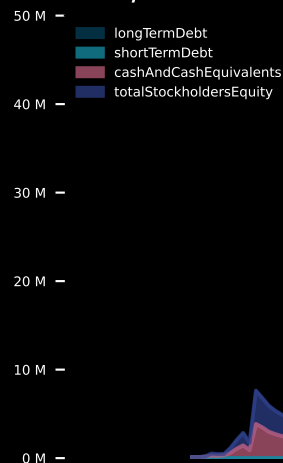 50 M
longTermDebt
shortTermDebt
cashAndCashEquivalents
totalStockholdersEquity
40 M
30 M
20 M
10 M
0 M